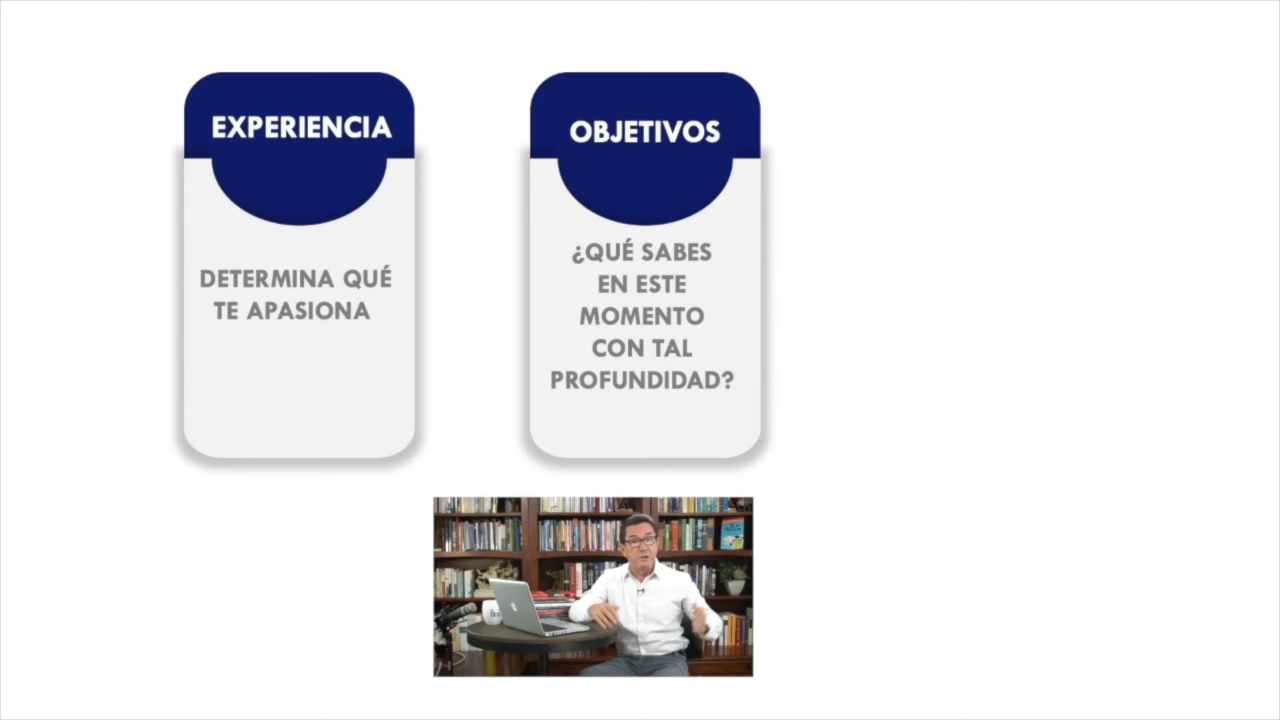 EXPERIENCIA
DETERMINA QUÉ
TE APASIONA
OBJETIVOS
¿QUÉ SABES
EN ESTE
MOMENTO
CON TAL
PROFUNDIDAD?